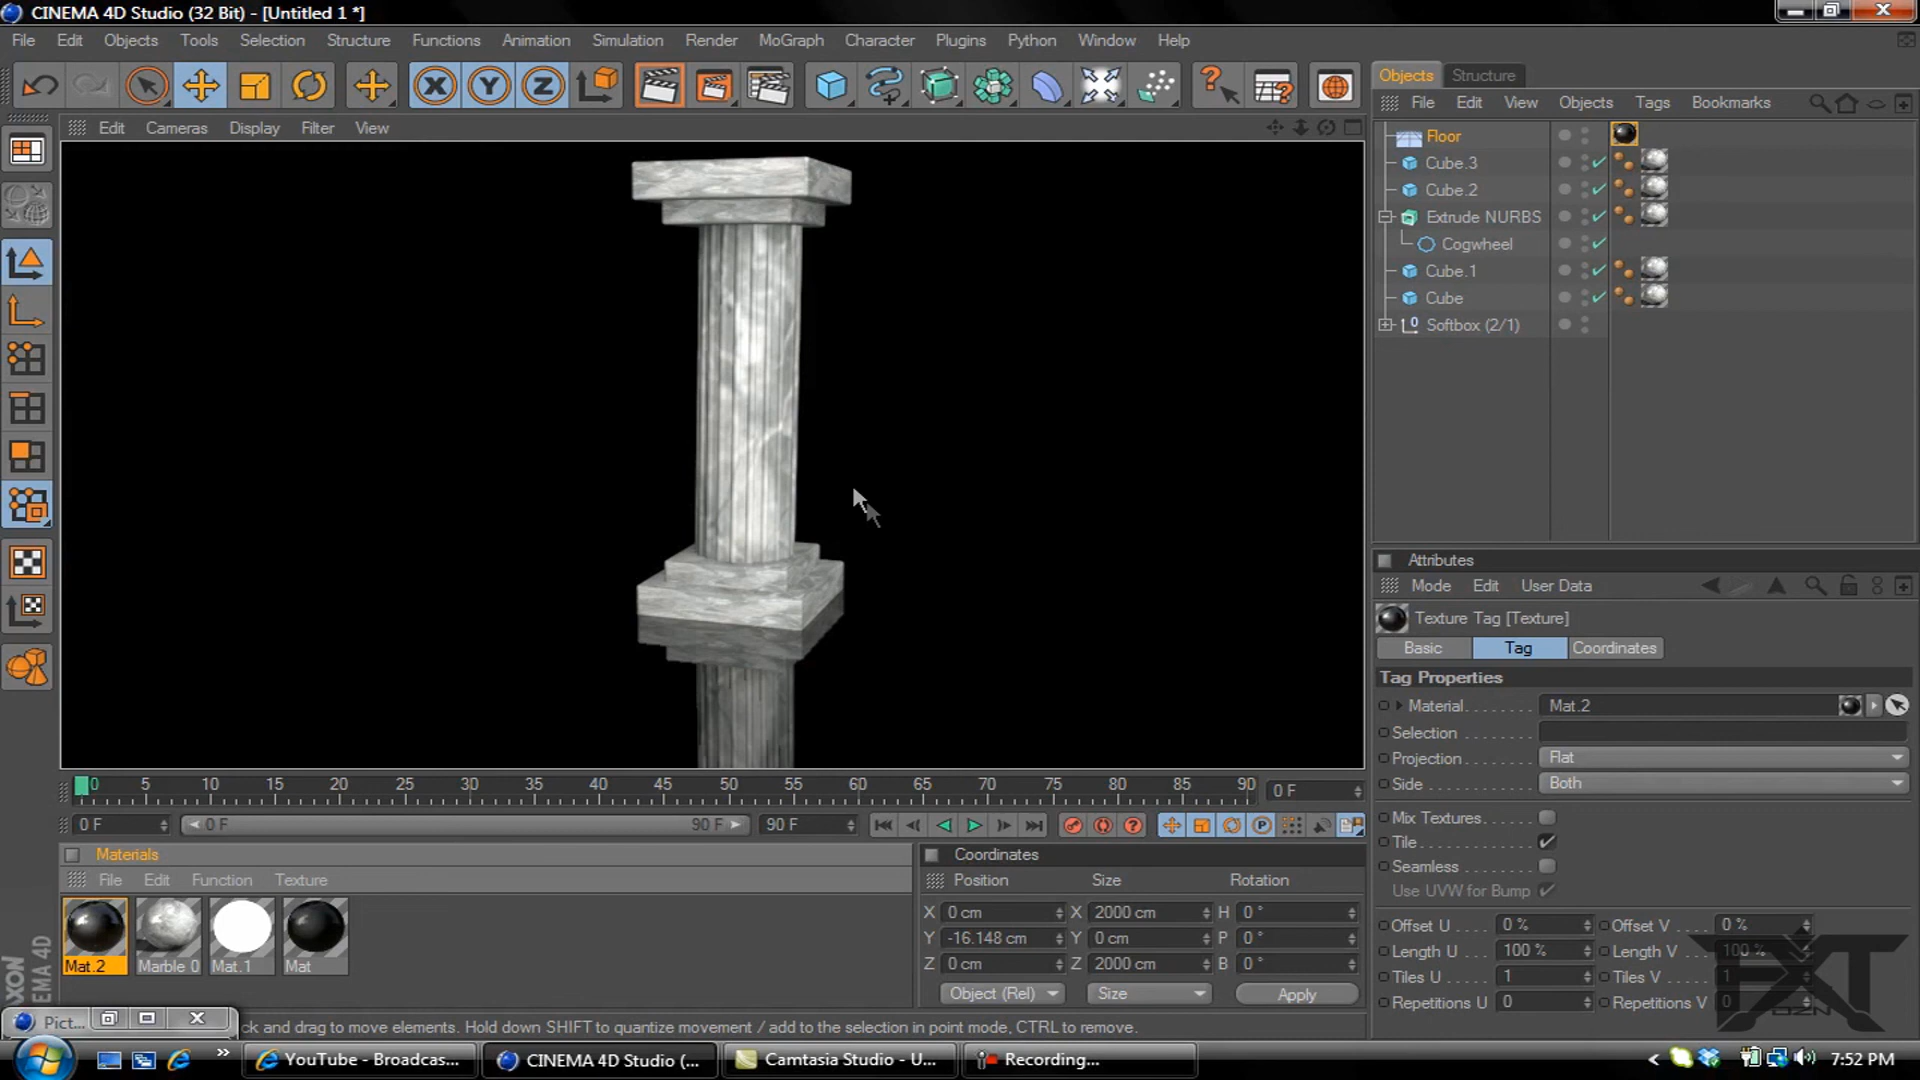 CINEMA 4D Studio (32 Bit) - [Untitled 1 *]
File Edit Objects Tools Selection Structure Functions Animation Simulation Render MoGraph Character Plugins Python Window Help
X Y Z
Edit Cameras Display Filter View
Objects Structure
File Edit View Objects Tags Bookmarks
Floor
Cube.3
Cube.2
Extrude NURBS
Cogwheel
Cube.1
Cube
Softbox (2/1)
Attributes
Mode Edit User Data
Texture Tag [Texture]
Basic Tag Coordinates
Tag Properties
Material Mat.2
Selection
Projection Flat
Side Both
Mix Textures
Tile
Seamless
Use UVW for Bump
Offset U 0 % Offset V 0 %
Length U 100 % Length V 100 %
Tiles U 1 Tiles V 1
Repetitions U 0 Repetitions V 0
0 5 10 15 20 25 30 35 40 45 50 55 60 65 70 75 80 85 90 0 F
0 F 0 F 90 F 90 F
Materials
File Edit Function Texture
Mat.2 Marble 0 Mat.1 Mat
Coordinates
Position Size Rotation
X 0 cm X 2000 cm H 0 °
Y -16.148 cm Y 0 cm P 0 °
Z 0 cm Z 2000 cm B 0 °
Object (Rel) Size Apply
AXON
EMA 4D
Pict...
ck and drag to move elements. Hold down SHIFT to quantize movement / add to the selection in point mode, CTRL to remove.
YouTube - Broadcas... CINEMA 4D Studio (... Camtasia Studio - U... Recording... 7:52 PM